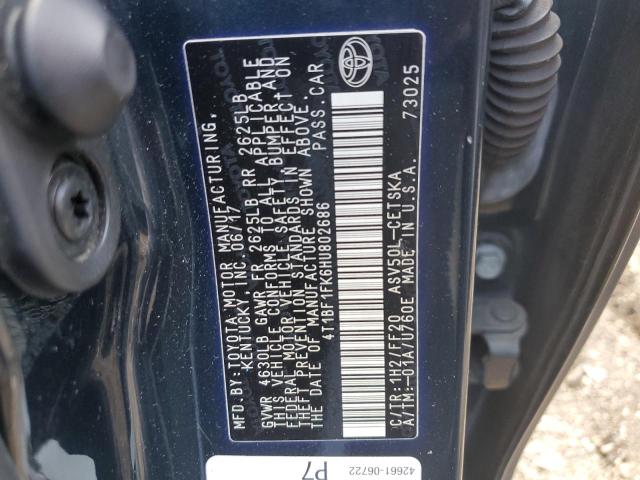 MFD.BY:TOYOTA MOTOR MANUFACTURING,
KENTUCKY, INC. 06/17
GVWR 4630LB GAWR FR 2625LB RR 2625LB
THIS VEHICLE CONFORMS TO ALL APPLICABLE
FEDERAL MOTOR VEHICLE SAFETY, BUMPER, AND
THEFT PREVENTION STANDARDS IN EFFECT ON
THE DATE OF MANUFACTURE SHOWN ABOVE.
4T1BF1FK6HU802686 PASS. CAR
C/TR:1H2/FF20 ASV50L-CETSKA
A/TM:-01A/U760E MADE IN U.S.A.
73025
TOYOTA
42661-06722
P7